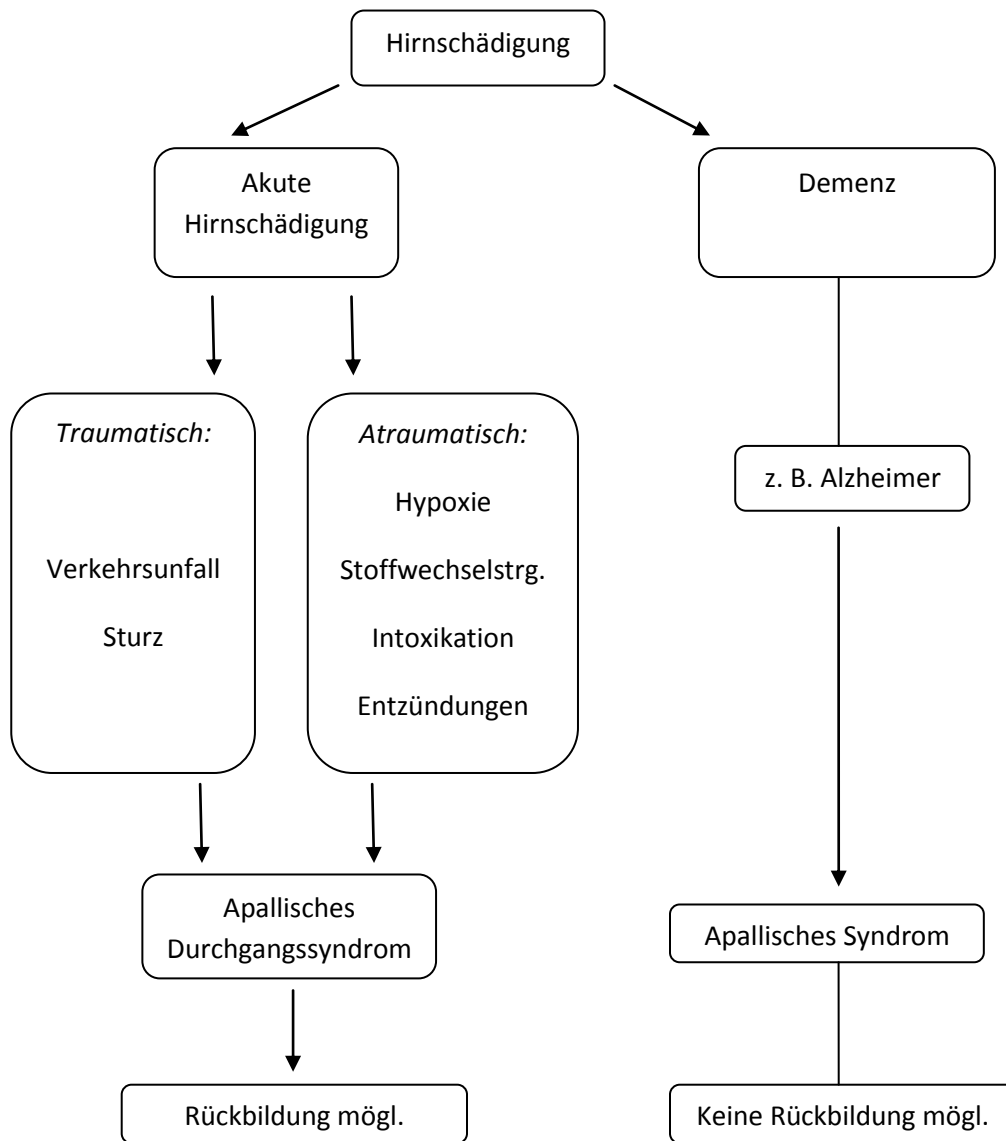 Hirnschädigung
Akute
Hirnschädigung
Demenz
Traumatisch:
Verkehrsunfall
Sturz
Atraumatisch:
Hypoxie
Stoffwechselstrg.
Intoxikation
Entzündungen
z. B. Alzheimer
Apallisches
Durchgangssyndrom
Apallisches Syndrom
Rückbildung mögl.
Keine Rückbildung mögl.